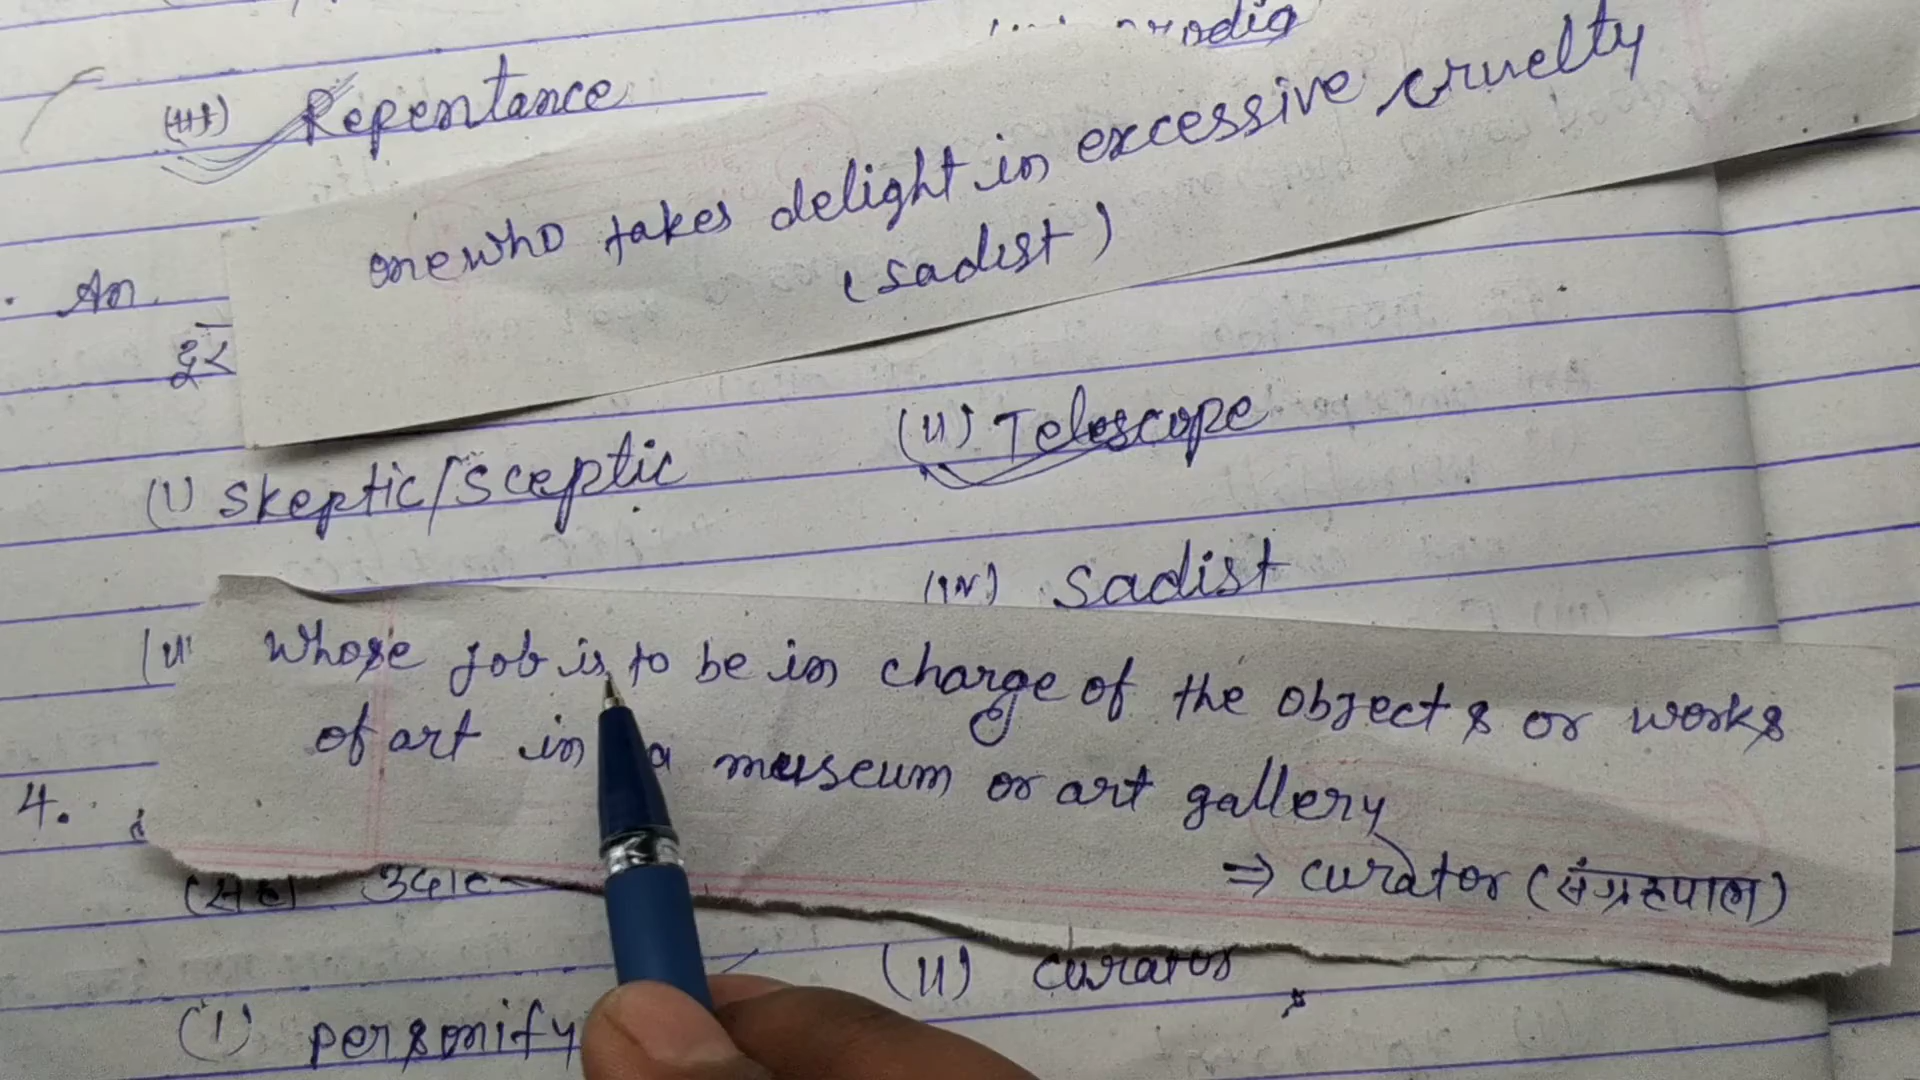 (iii) Repentance
one who takes delight in excessive cruelty
(sadist)
An
दूर
(i) Skeptic/Sceptic
(ii) Telescope
(iv) Sadist
whose job is to be in charge of the objects or works
of art in a museum or art gallery
⇒ curator (संग्रहपाल)
4.
(ii) curator
(i) personify